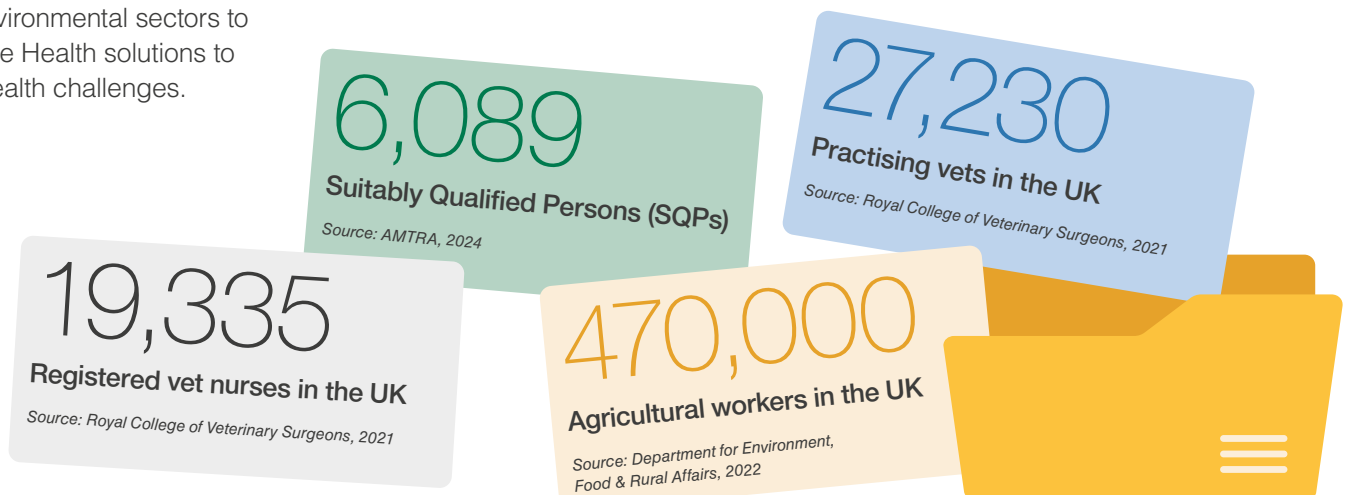 vironmental sectors to
e Health solutions to
ealth challenges.
6,089
Suitably Qualified Persons (SQPs)
Source: AMTRA, 2024
27,230
Practising vets in the UK
Source: Royal College of Veterinary Surgeons, 2021
19,335
Registered vet nurses in the UK
Source: Royal College of Veterinary Surgeons, 2021
470,000
Agricultural workers in the UK
Source: Department for Environment,
Food & Rural Affairs, 2022